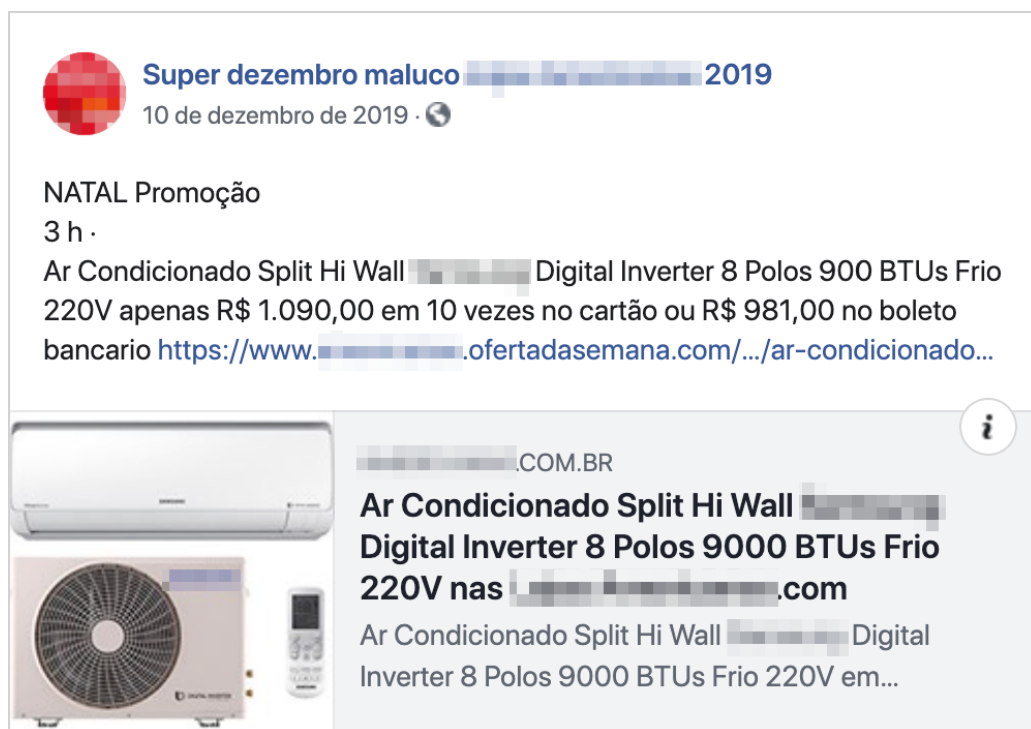 Super dezembro maluco 2019
10 de dezembro de 2019 ·
NATAL Promoção
3 h ·
Ar Condicionado Split Hi Wall Digital Inverter 8 Polos 900 BTUs Frio
220V apenas R$ 1.090,00 em 10 vezes no cartão ou R$ 981,00 no boleto
bancario https://www. .ofertadasemana.com/.../ar-condicionado...
i
.COM.BR
Ar Condicionado Split Hi Wall
Digital Inverter 8 Polos 9000 BTUs Frio
220V nas .com
Ar Condicionado Split Hi Wall Digital
Inverter 8 Polos 9000 BTUs Frio 220V em...
SAMSUNG
DIGITAL INVERTER